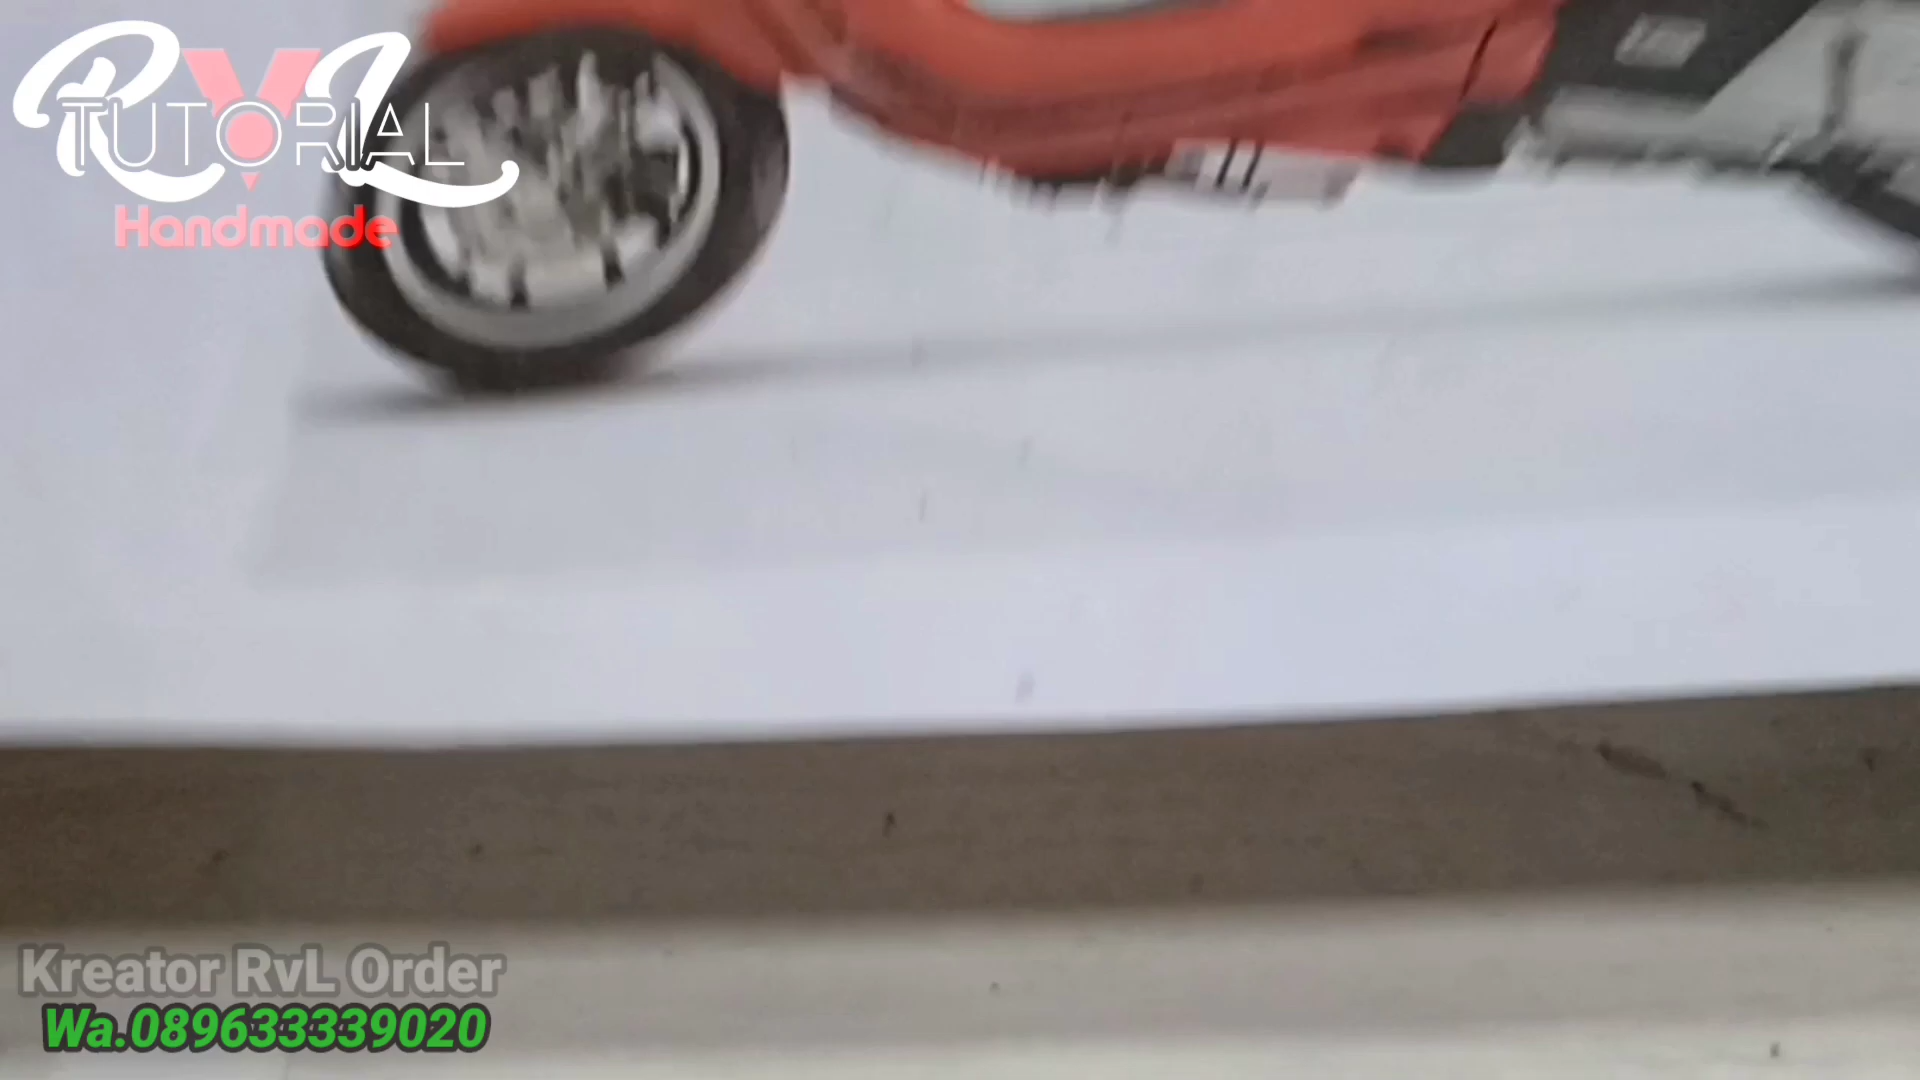 RVL
TUTORIAL
Handmade
Kreator RvL Order
Wa.089633339020